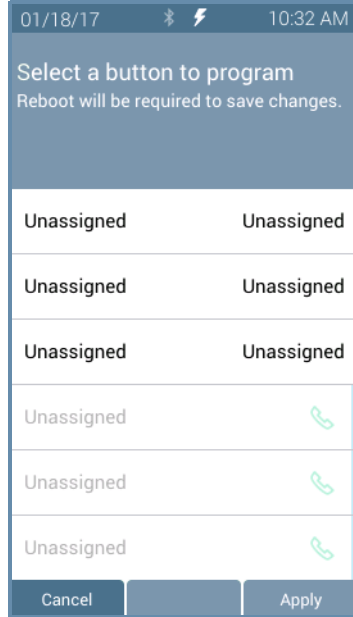 01/18/17 10:32 AM
Select a button to program
Reboot will be required to save changes.
Unassigned Unassigned
Unassigned Unassigned
Unassigned Unassigned
Unassigned
Unassigned
Unassigned
Cancel Apply